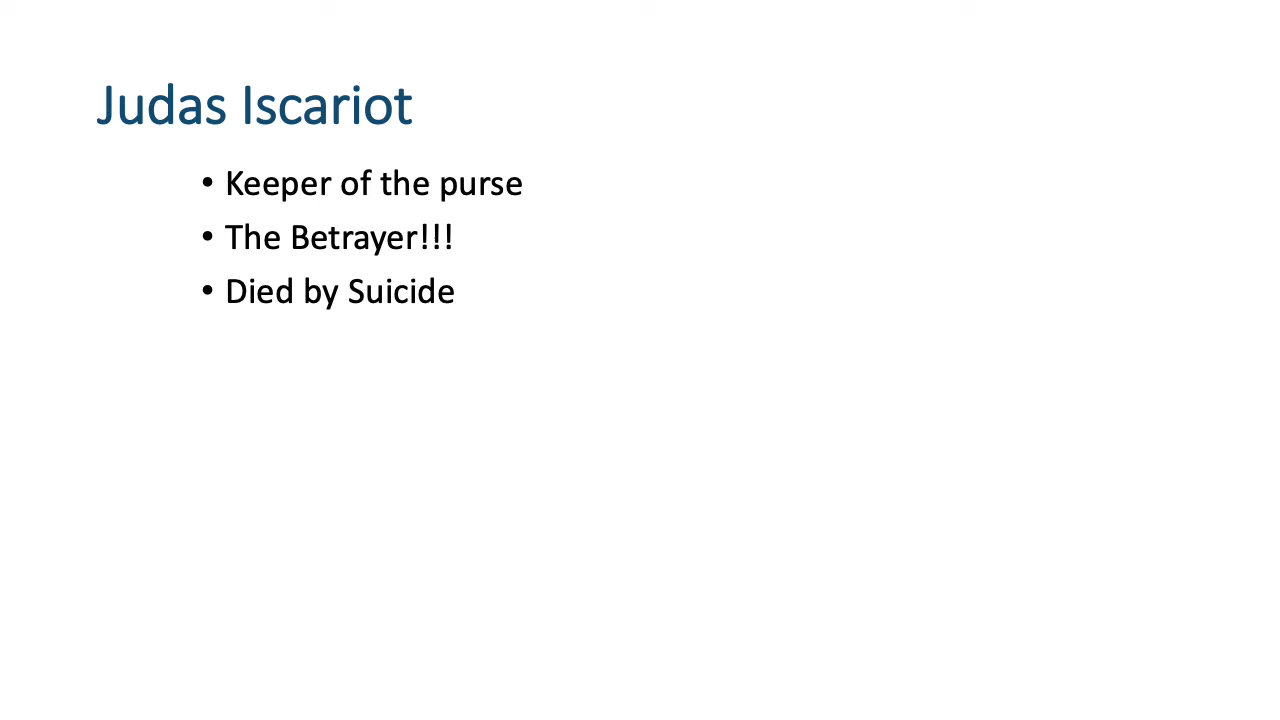 Judas Iscariot
• Keeper of the purse
• The Betrayer!!!
• Died by Suicide